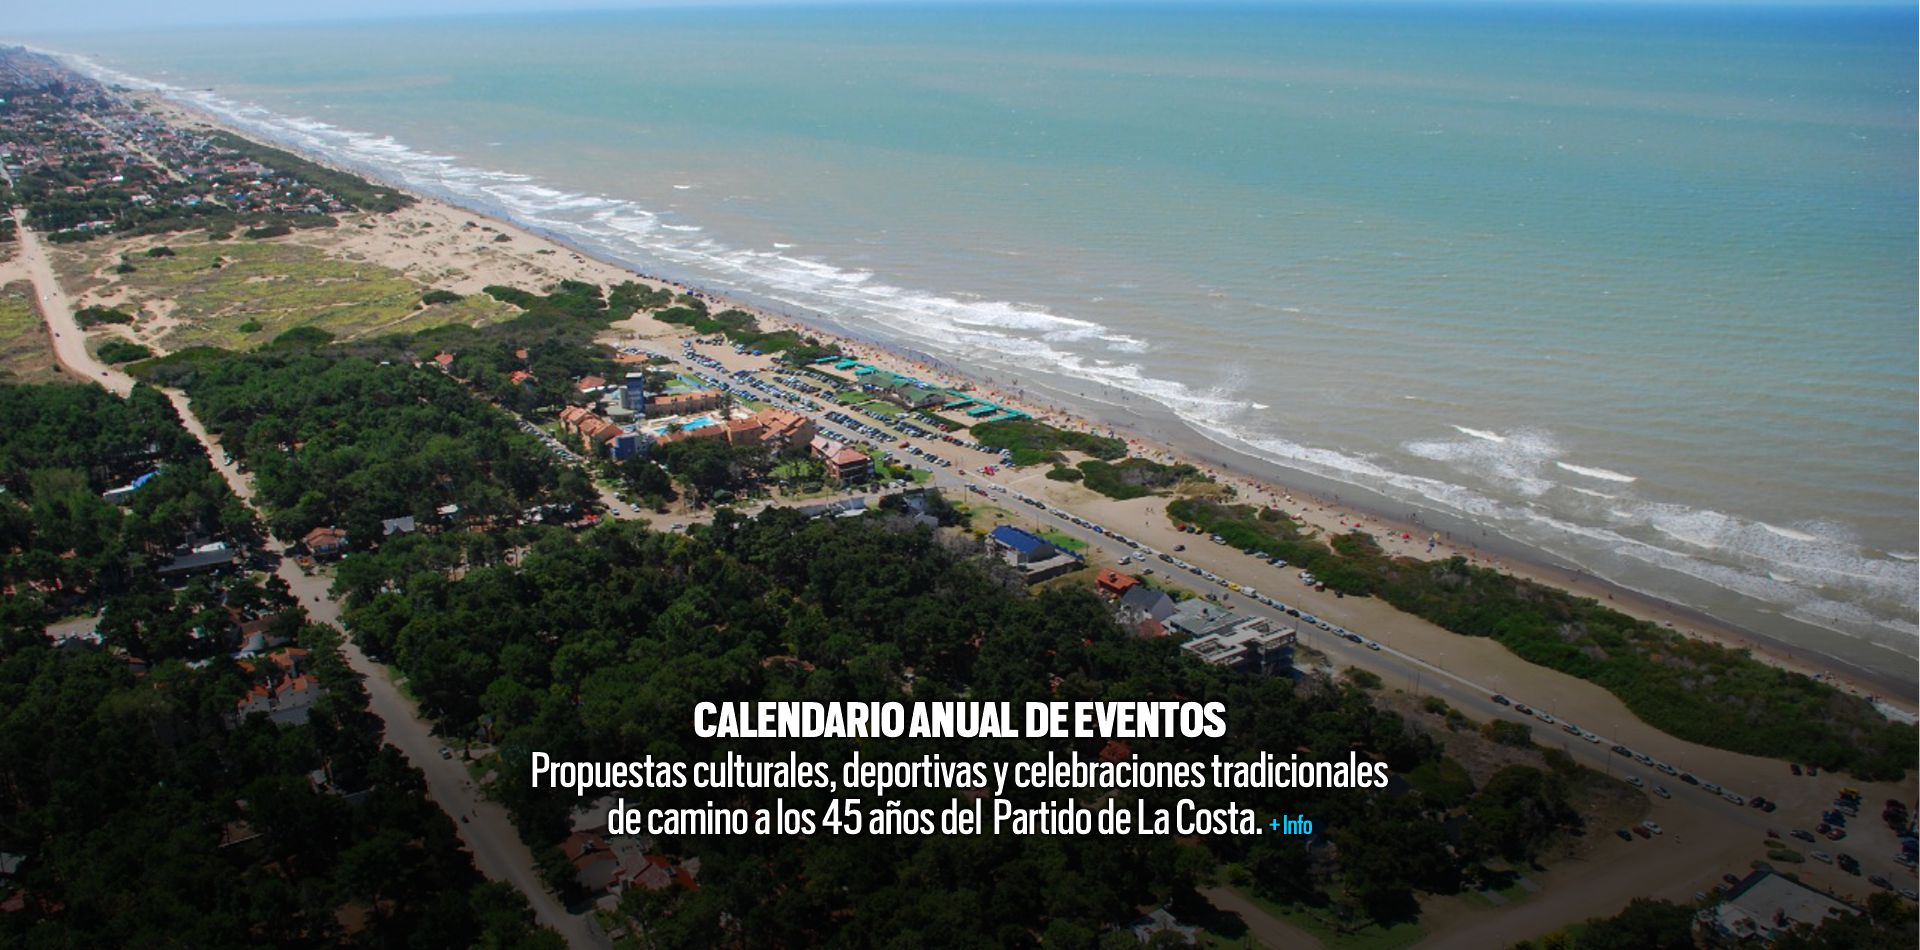 CALENDARIO ANUAL DE EVENTOS
Propuestas culturales, deportivas y celebraciones tradicionales
de camino a los 45 años del Partido de La Costa. + Info